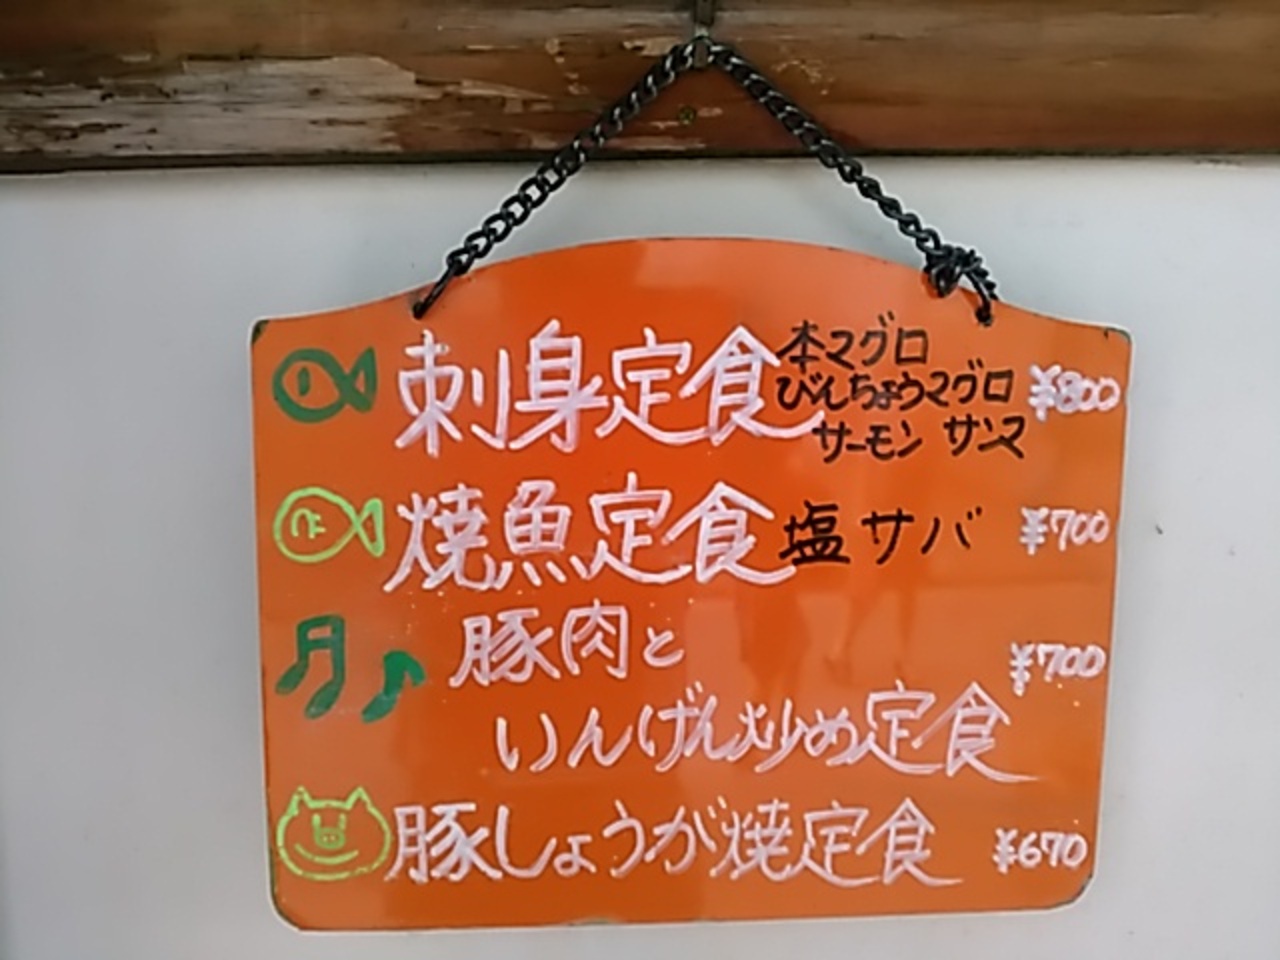 刺身定食 本マグロ びんちょうマグロ サーモン サンマ ¥800
焼魚定食 塩サバ ¥700
豚肉と ¥700
いんげん炒め定食
豚しょうが焼定食 ¥670